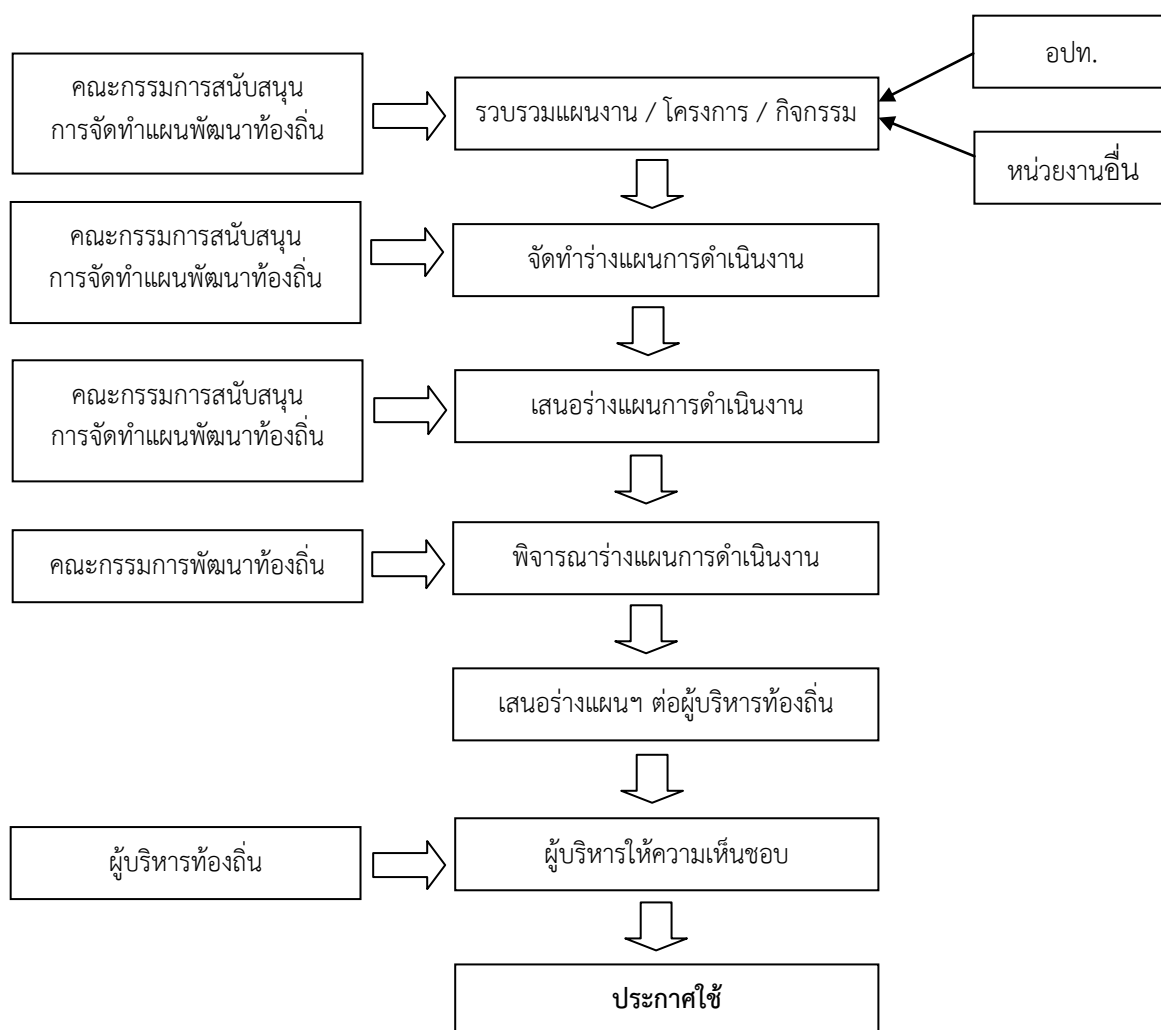 อปท.
คณะกรรมการสนับสนุน
การจัดทำแผนพัฒนาท้องถิ่น
รวบรวมแผนงาน / โครงการ / กิจกรรม
หน่วยงานอื่น
คณะกรรมการสนับสนุน
การจัดทำแผนพัฒนาท้องถิ่น
จัดทำร่างแผนการดำเนินงาน
คณะกรรมการสนับสนุน
การจัดทำแผนพัฒนาท้องถิ่น
เสนอร่างแผนการดำเนินงาน
คณะกรรมการพัฒนาท้องถิ่น
พิจารณาร่างแผนการดำเนินงาน
เสนอร่างแผนฯ ต่อผู้บริหารท้องถิ่น
ผู้บริหารท้องถิ่น
ผู้บริหารให้ความเห็นชอบ
ประกาศใช้